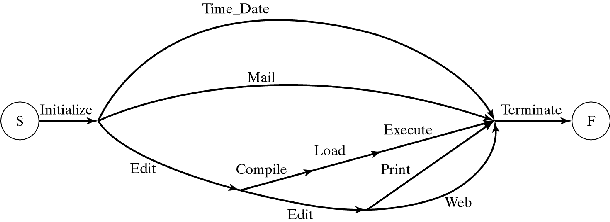 Time_Date
Mail
S
Initialize
Terminate
F
Execute
Load
Compile
Print
Edit
Web
Edit